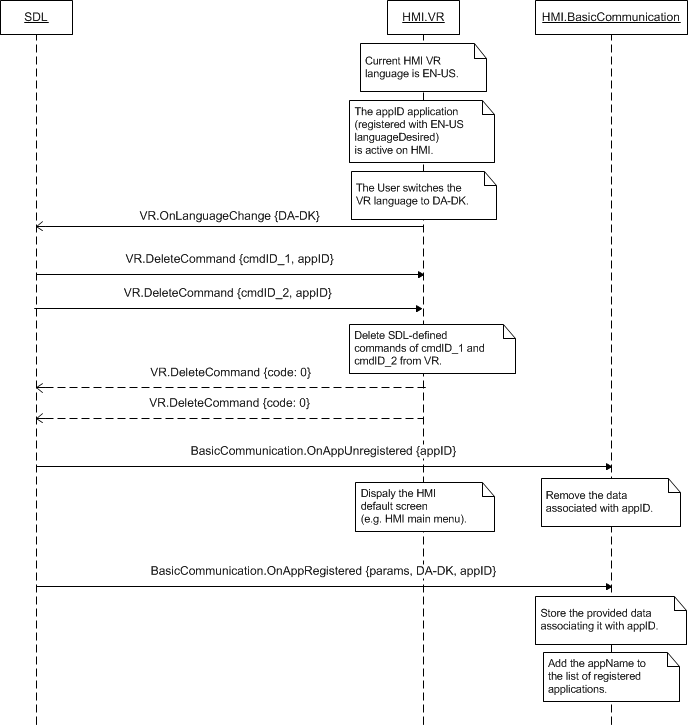 SDL
HMI.VR
HMI.BasicCommunication
Current HMI VR
language is EN-US.
The appID application
(registered with EN-US
languageDesired)
is active on HMI.
The User switches the
VR language to DA-DK.
VR.OnLanguageChange {DA-DK}
VR.DeleteCommand {cmdID_1, appID}
VR.DeleteCommand {cmdID_2, appID}
Delete SDL-defined
commands of cmdID_1 and
cmdID_2 from VR.
VR.DeleteCommand {code: 0}
VR.DeleteCommand {code: 0}
BasicCommunication.OnAppUnregistered {appID}
Dispaly the HMI
default screen
(e.g. HMI main menu).
Remove the data
associated with appID.
BasicCommunication.OnAppRegistered {params, DA-DK, appID}
Store the provided data
associating it with appID.
Add the appName to
the list of registered
applications.